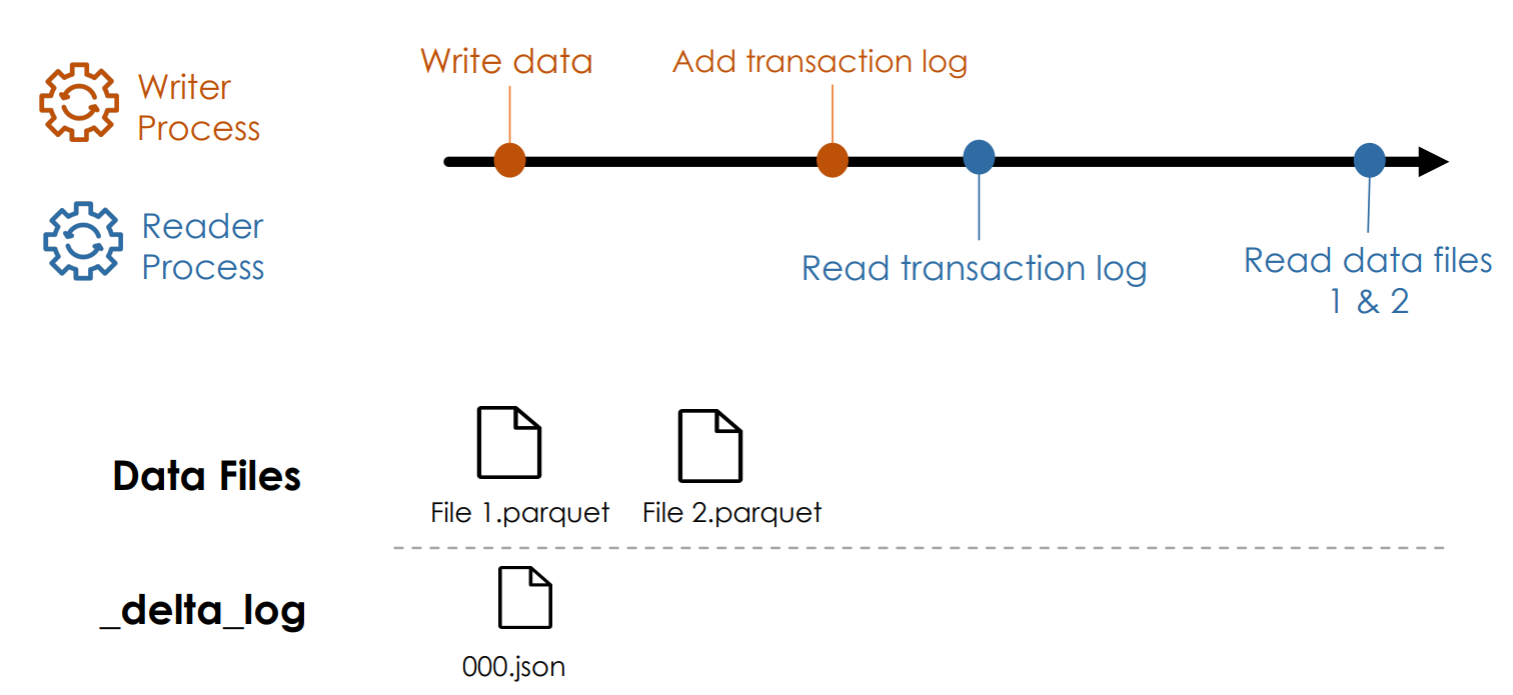 Write data
Add transaction log
Writer
Process
Reader
Process
Read transaction log
Read data files
1 & 2
Data Files
File 1.parquet
File 2.parquet
_delta_log
000.json